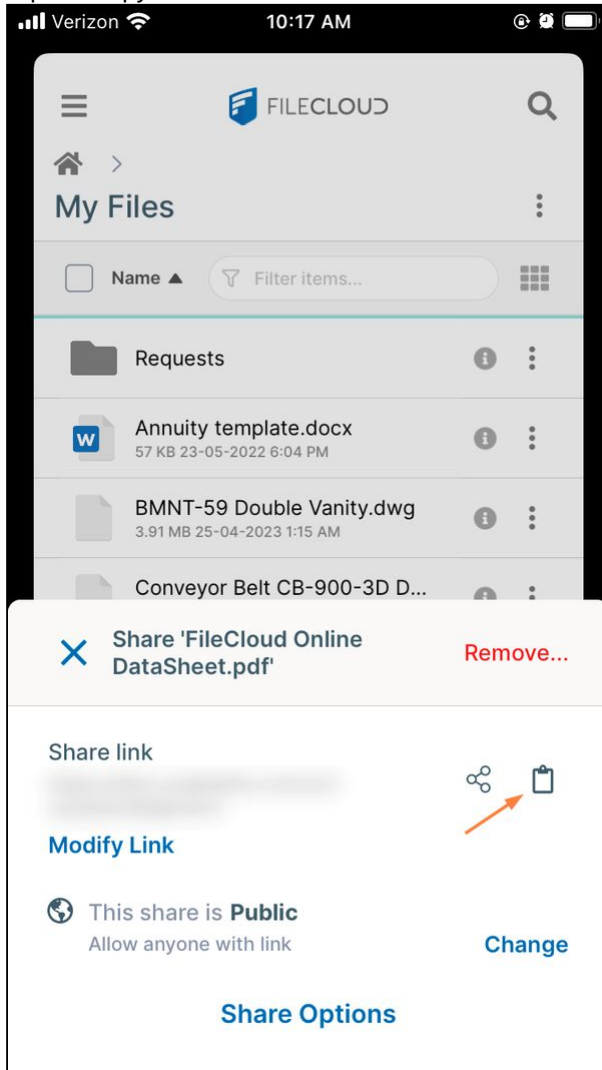 Verizon 10:17 AM
FILECLOUD
My Files
Name Filter items...
Requests
W Annuity template.docx
57 KB 23-05-2022 6:04 PM
BMNT-59 Double Vanity.dwg
3.91 MB 25-04-2023 1:15 AM
Conveyor Belt CB-900-3D D...
Share 'FileCloud Online
DataSheet.pdf'
Remove...
Share link
Modify Link
This share is Public
Allow anyone with link
Change
Share Options